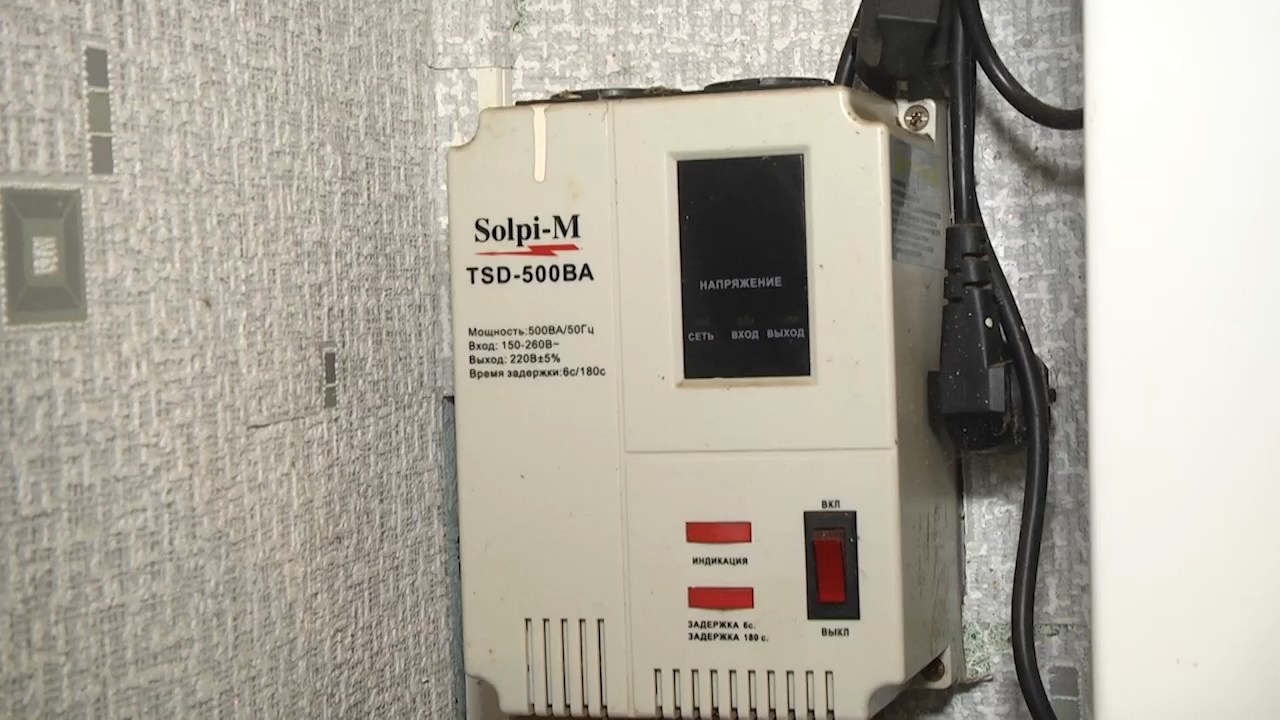 Solpi-M
TSD-500ВА
Мощность:500ВА/50Гц
Вход: 150-260В~
Выход: 220В±5%
Время задержки:6с/180с
НАПРЯЖЕНИЕ
СЕТЬ ВХОД ВЫХОД
ВКЛ
ИНДИКАЦИЯ
ЗАДЕРЖКА 6с.
ЗАДЕРЖКА 180 с.
ВЫКЛ